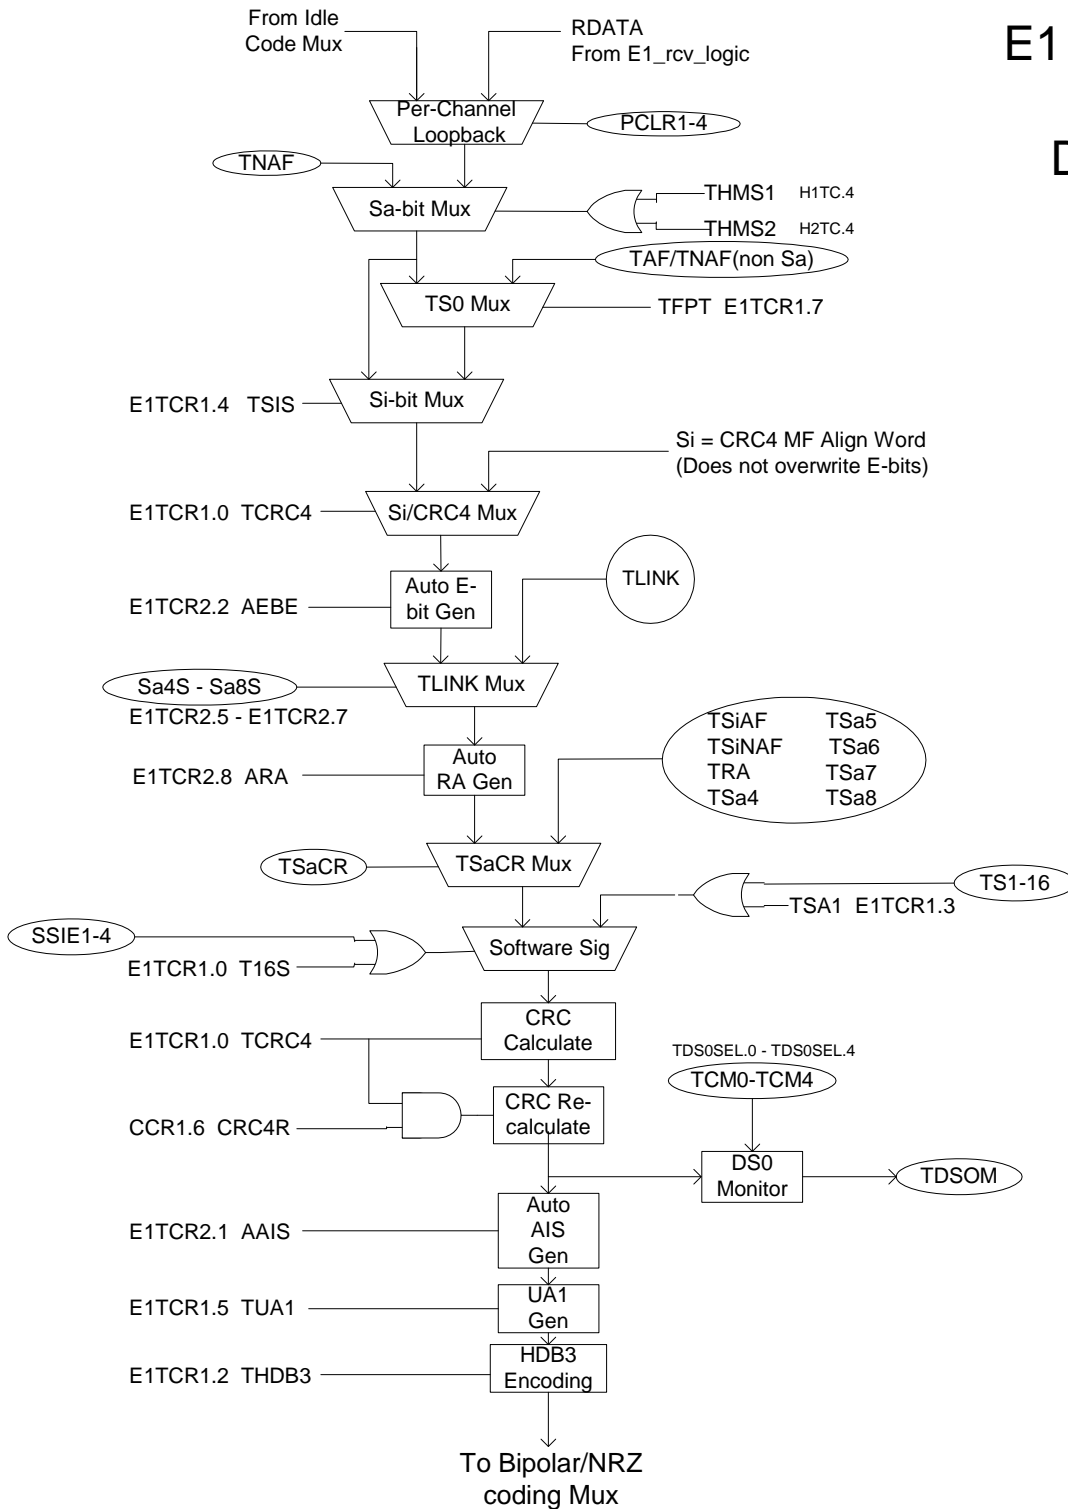 From Idle
Code Mux
RDATA
From E1_rcv_logic
E1
Per-Channel
Loopback
PCLR1-4
D
TNAF
Sa-bit Mux
THMS1 H1TC.4
THMS2 H2TC.4
TAF/TNAF(non Sa)
TS0 Mux
TFPT E1TCR1.7
E1TCR1.4 TSIS
Si-bit Mux
Si = CRC4 MF Align Word
(Does not overwrite E-bits)
E1TCR1.0 TCRC4
Si/CRC4 Mux
TLINK
Auto E-
bit Gen
E1TCR2.2 AEBE
Sa4S - Sa8S
TLINK Mux
E1TCR2.5 - E1TCR2.7
TSiAF TSa5
TSiNAF TSa6
TRA TSa7
TSa4 TSa8
Auto
RA Gen
E1TCR2.8 ARA
TSaCR
TSaCR Mux
TS1-16
TSA1 E1TCR1.3
SSIE1-4
Software Sig
E1TCR1.0 T16S
CRC
Calculate
E1TCR1.0 TCRC4
TDS0SEL.0 - TDS0SEL.4
TCM0-TCM4
CRC Re-
calculate
CCR1.6 CRC4R
DS0
Monitor
TDSOM
Auto
AIS
Gen
E1TCR2.1 AAIS
UA1
Gen
E1TCR1.5 TUA1
HDB3
Encoding
E1TCR1.2 THDB3
To Bipolar/NRZ
coding Mux